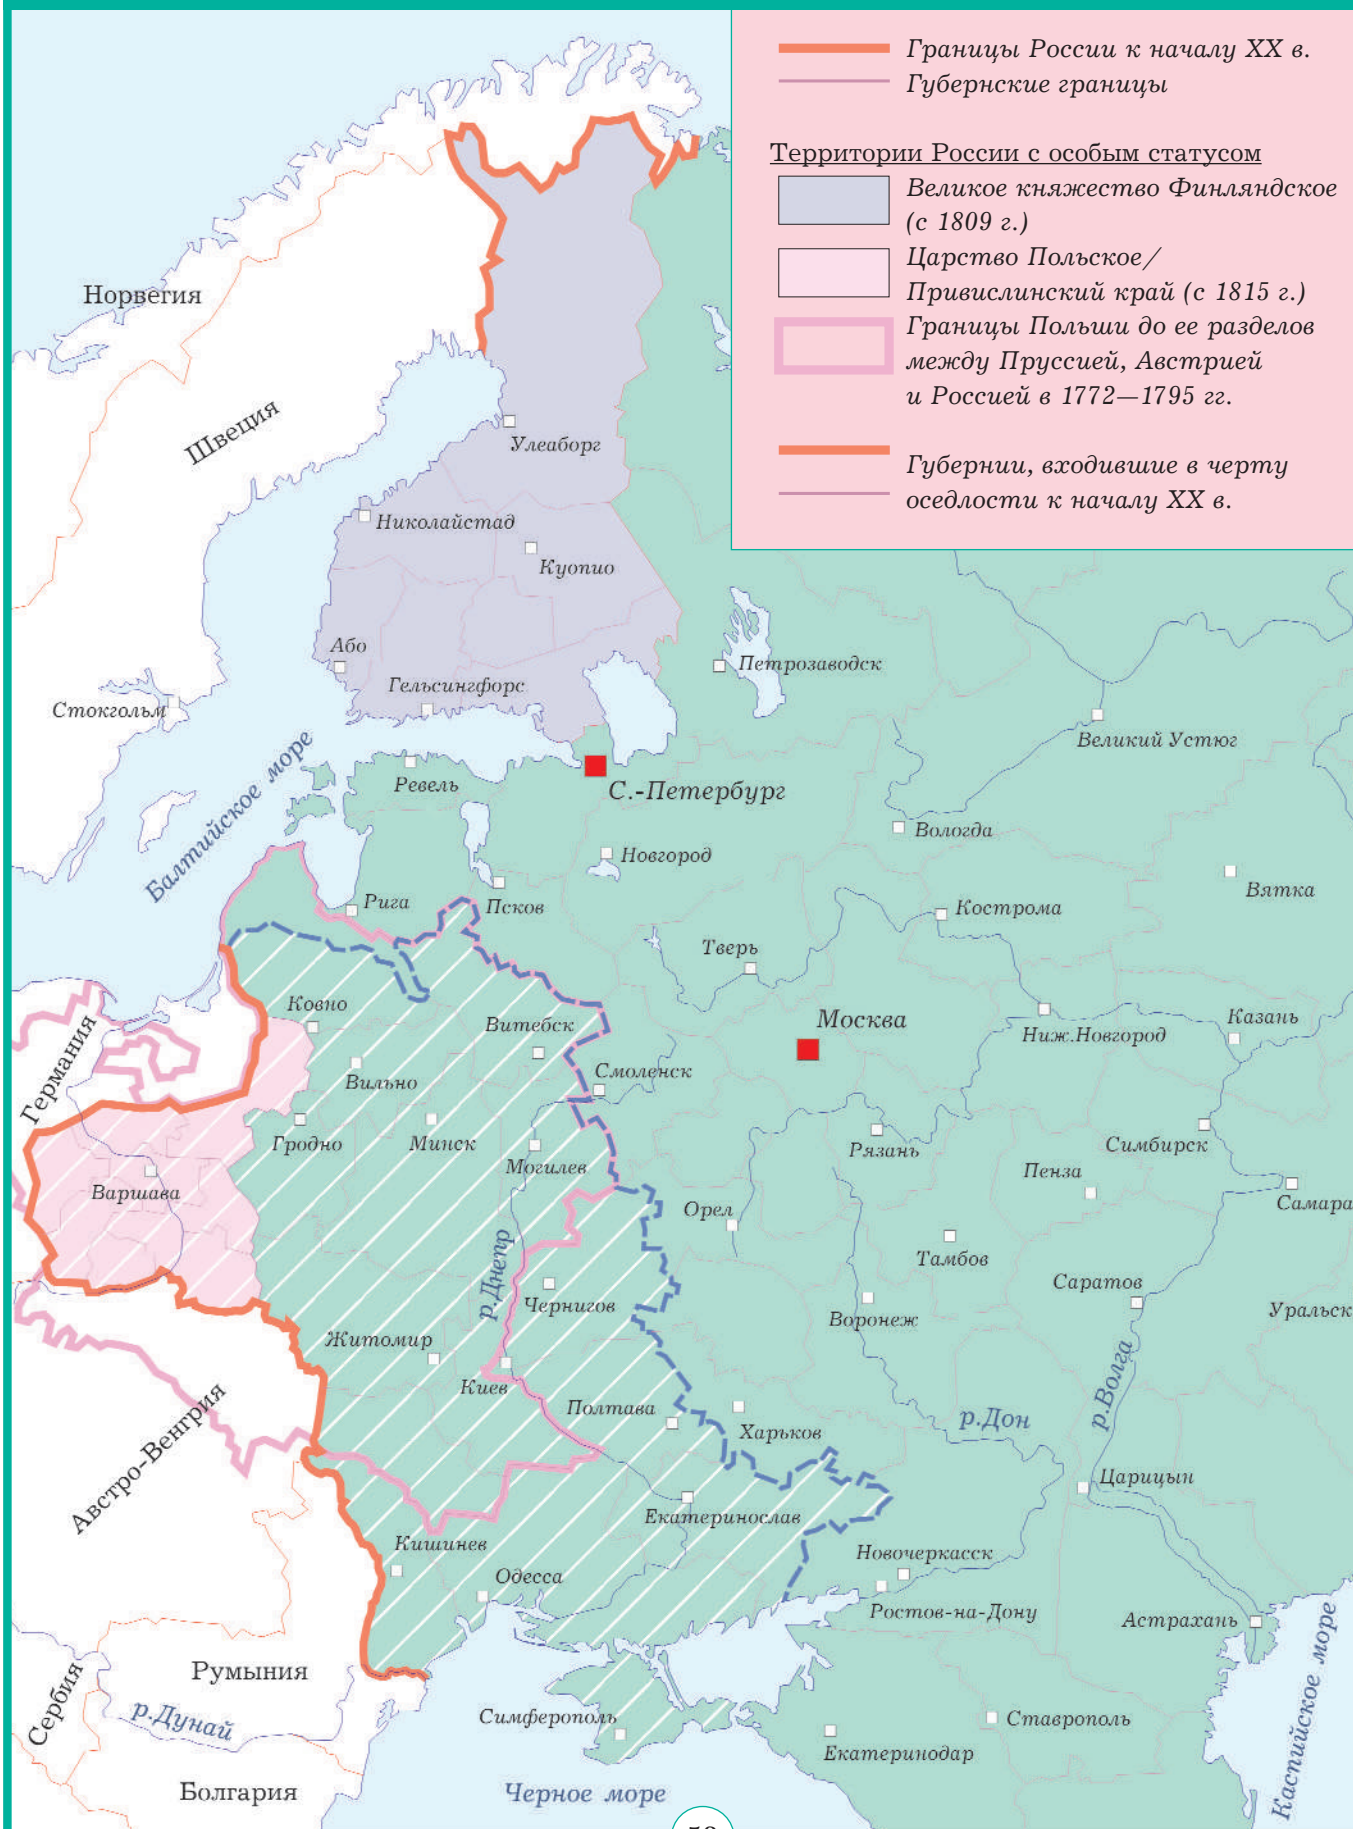 Границы России к началу XX в.
Губернские границы
Территории России с особым статусом
Великое княжество Финляндское
(с 1809 г.)
Царство Польское/
Привислинский край (с 1815 г.)
Границы Польши до ее разделов
между Пруссией, Австрией
и Россией в 1772—1795 гг.
Губернии, входившие в черту
оседлости к началу XX в.
Норвегия
Швеция
Улеаборг
Николайстад
Куопио
Або
Гельсингфорс
Петрозаводск
Стокгольм
Великий Устюг
Балтийское море
Ревель
С.-Петербург
Вологда
Новгород
Вятка
Рига
Псков
Кострома
Тверь
Ковно
Витебск
Москва
Ниж.Новгород
Казань
Германия
Вильно
Смоленск
Гродно
Минск
Могилев
Рязань
Симбирск
Пенза
Варшава
Орел
Самара
р.Днепр
Тамбов
Чернигов
Саратов
Воронеж
Уральск
Житомир
Киев
р.Волга
Полтава
Харьков
р.Дон
Австро-Венгрия
Царицын
Екатеринослав
Кишинев
Новочеркасск
Одесса
Ростов-на-Дону
Астрахань
Румыния
Сербия
р.Дунай
Симферополь
Ставрополь
Екатеринодар
Каспийское море
Болгария
Черное море